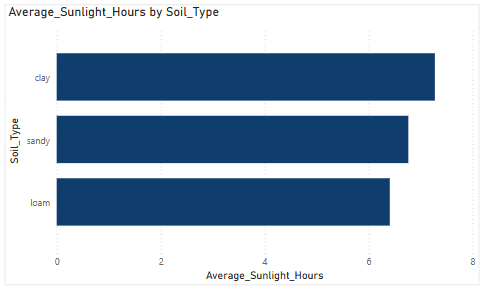 Average_Sunlight_Hours by Soil_Type
Soil_Type
clay
sandy
loam
0 2 4 6 8
Average_Sunlight_Hours